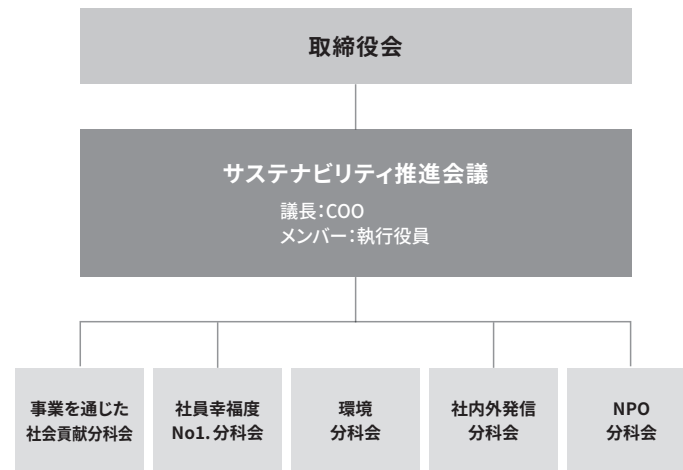 取締役会
サステナビリティ推進会議
議長：COO
メンバー：執行役員
事業を通じた
社会貢献分科会
社員幸福度
No1.分科会
環境
分科会
社内外発信
分科会
NPO
分科会